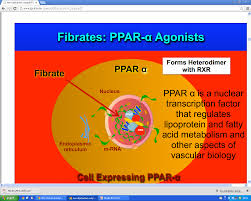 Fibrates: PPAR-α Agonists
Forms Heterodimer
with RXR
Fibrate
PPAR α
Nucleus
PPAR α is a nuclear
transcription factor
that regulates
lipoprotein and fatty
acid metabolism and
other aspects of
vascular biology
Endoplasmic
reticulum
m-RNA
Cell Expressing PPAR-α